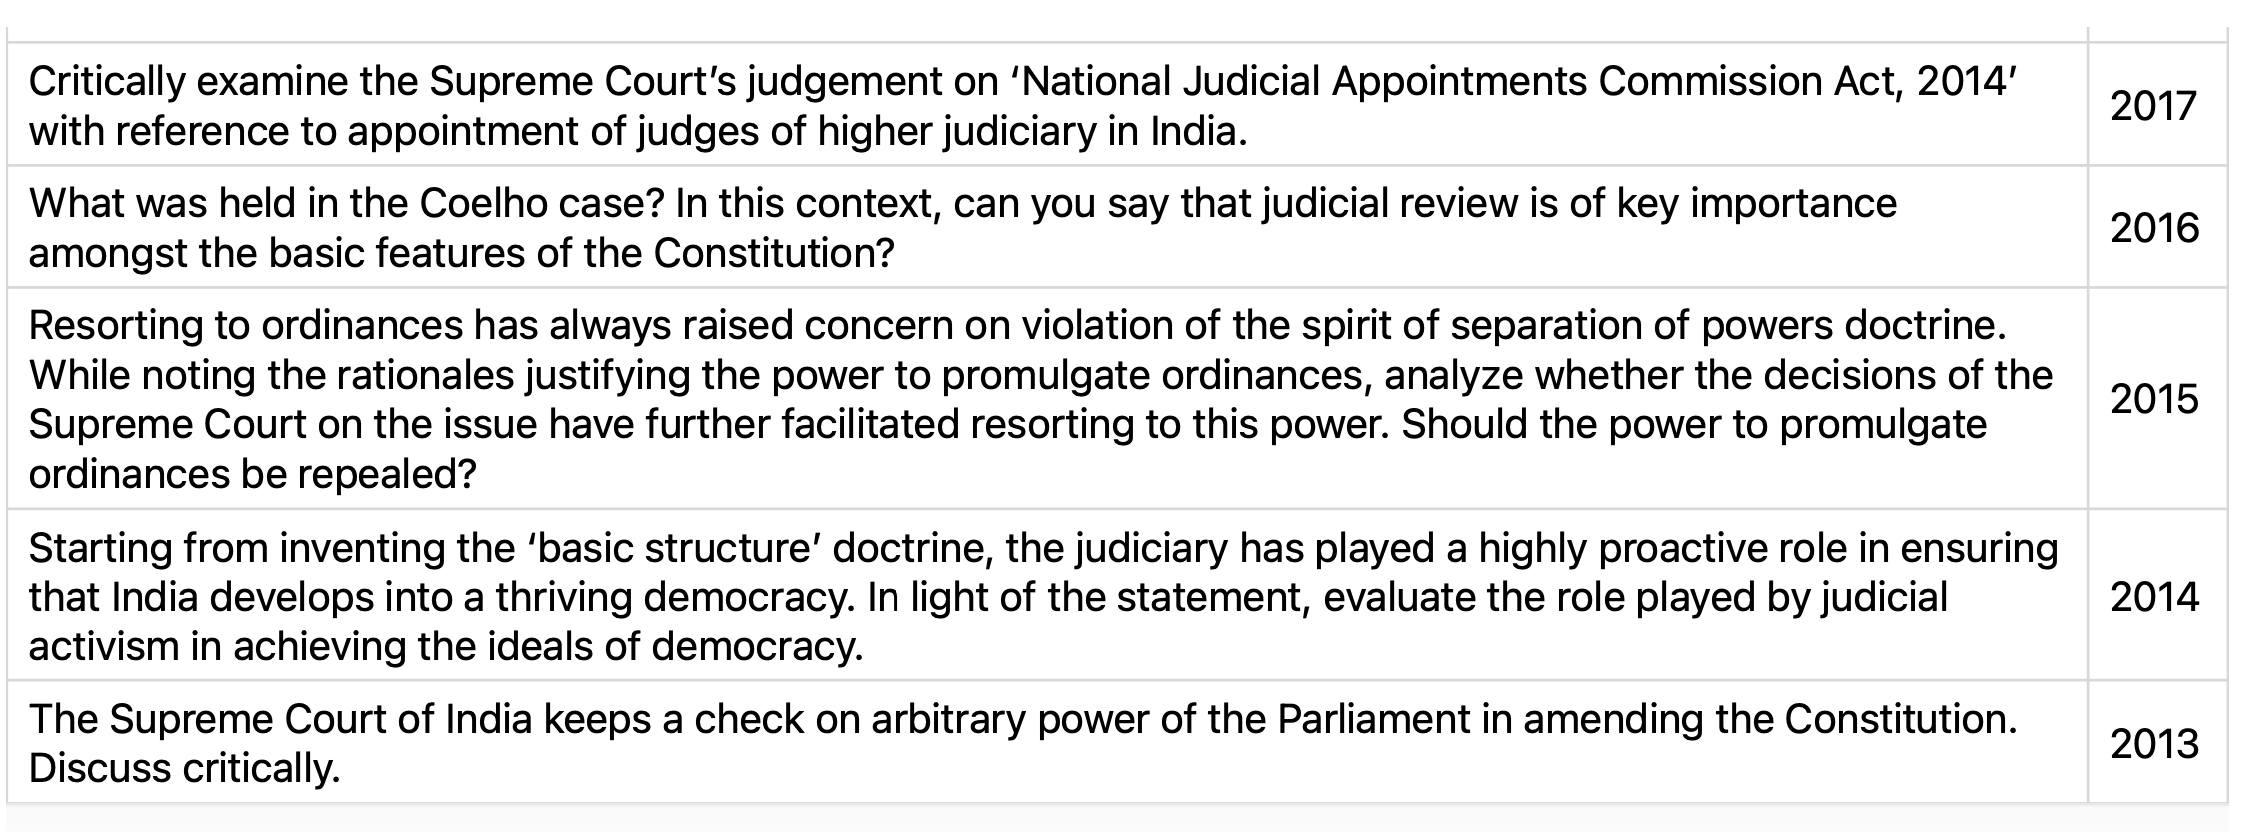 Critically examine the Supreme Court’s judgement on ‘National Judicial Appointments Commission Act, 2014’
with reference to appointment of judges of higher judiciary in India.
2017
What was held in the Coelho case? In this context, can you say that judicial review is of key importance
amongst the basic features of the Constitution?
2016
Resorting to ordinances has always raised concern on violation of the spirit of separation of powers doctrine.
While noting the rationales justifying the power to promulgate ordinances, analyze whether the decisions of the
Supreme Court on the issue have further facilitated resorting to this power. Should the power to promulgate
ordinances be repealed?
2015
Starting from inventing the ‘basic structure’ doctrine, the judiciary has played a highly proactive role in ensuring
that India develops into a thriving democracy. In light of the statement, evaluate the role played by judicial
activism in achieving the ideals of democracy.
2014
The Supreme Court of India keeps a check on arbitrary power of the Parliament in amending the Constitution.
Discuss critically.
2013